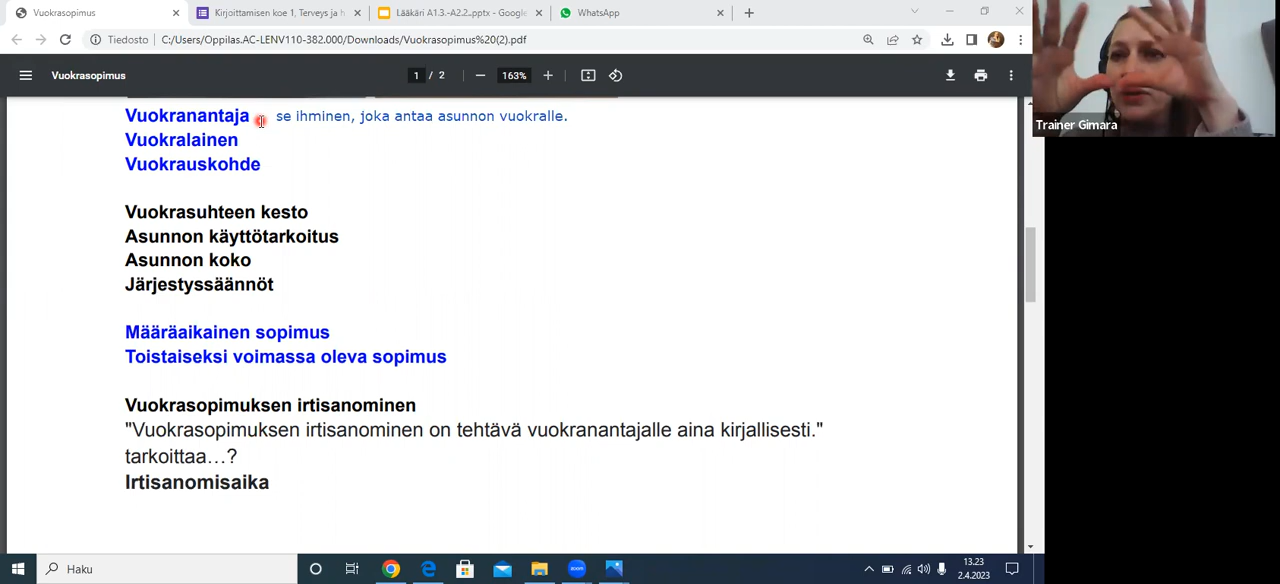 Vuokrasopimus
Kirjoittamisen koe 1, Terveys ja h
Lääkäri A1.3.-A2.2..pptx - Google
WhatsApp
Tiedosto
C:/Users/Oppilas.AC-LENV110-382.000/Downloads/Vuokrasopimus%20(2).pdf
Vuokrasopimus
1 / 2
163%
Trainer Gimara
Vuokranantaja se ihminen, joka antaa asunnon vuokralle.
Vuokralainen
Vuokrauskohde
Vuokrasuhteen kesto
Asunnon käyttötarkoitus
Asunnon koko
Järjestyssäännöt
Määräaikainen sopimus
Toistaiseksi voimassa oleva sopimus
Vuokrasopimuksen irtisanominen
"Vuokrasopimuksen irtisanominen on tehtävä vuokranantajalle aina kirjallisesti."
tarkoittaa…?
Irtisanomisaika
Haku
zoom
13.23
2.4.2023